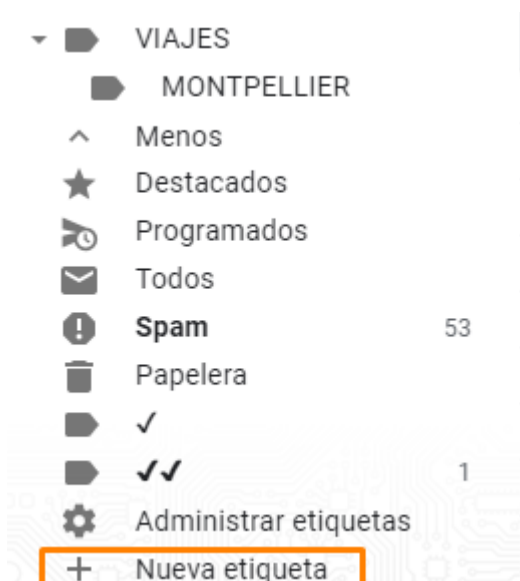 VIAJES
MONTPELLIER
Menos
Destacados
Programados
Todos
Spam 53
Papelera
✓
✓✓ 1
Administrar etiquetas
+ Nueva etiqueta